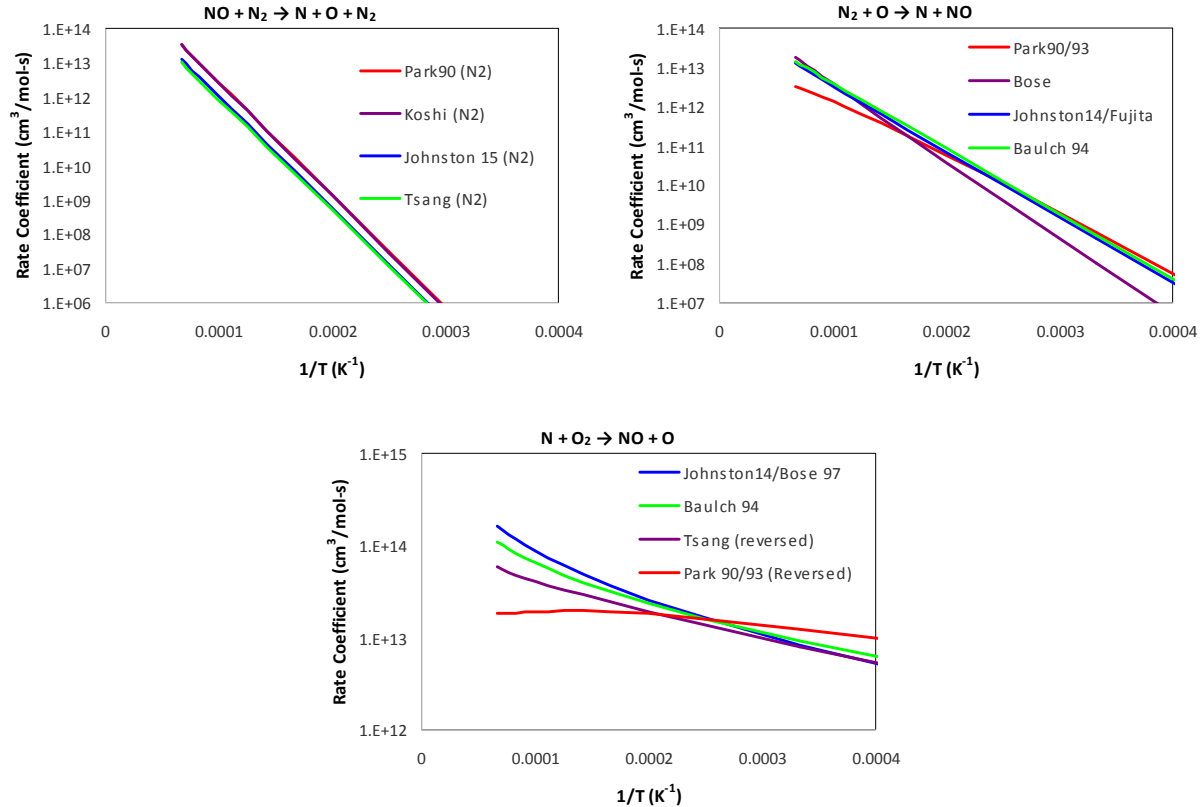 NO + N₂ → N + O + N₂
Rate Coefficient (cm³/mol-s)
1.E+14
1.E+13
1.E+12
1.E+11
1.E+10
1.E+09
1.E+08
1.E+07
1.E+06
0 0.0001 0.0002 0.0003 0.0004
1/T (K⁻¹)
Park90 (N2)
Koshi (N2)
Johnston 15 (N2)
Tsang (N2)
N₂ + O → N + NO
Rate Coefficient (cm³/mol-s)
1.E+14
1.E+13
1.E+12
1.E+11
1.E+10
1.E+09
1.E+08
1.E+07
0 0.0001 0.0002 0.0003 0.0004
1/T (K⁻¹)
Park90/93
Bose
Johnston14/Fujita
Baulch 94
N + O₂ → NO + O
Rate Coefficient (cm³/mol-s)
1.E+15
1.E+14
1.E+13
1.E+12
0 0.0001 0.0002 0.0003 0.0004
1/T (K⁻¹)
Johnston14/Bose 97
Baulch 94
Tsang (reversed)
Park 90/93 (Reversed)